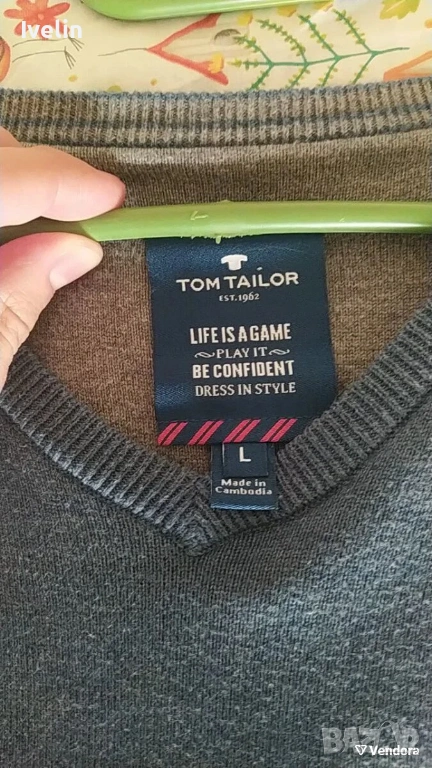 Ivelin
TOM TAILOR
EST. 1962
LIFE IS A GAME
PLAY IT
BE CONFIDENT
DRESS IN STYLE
L
Made in
Cambodia
БАЗАР
Vendora